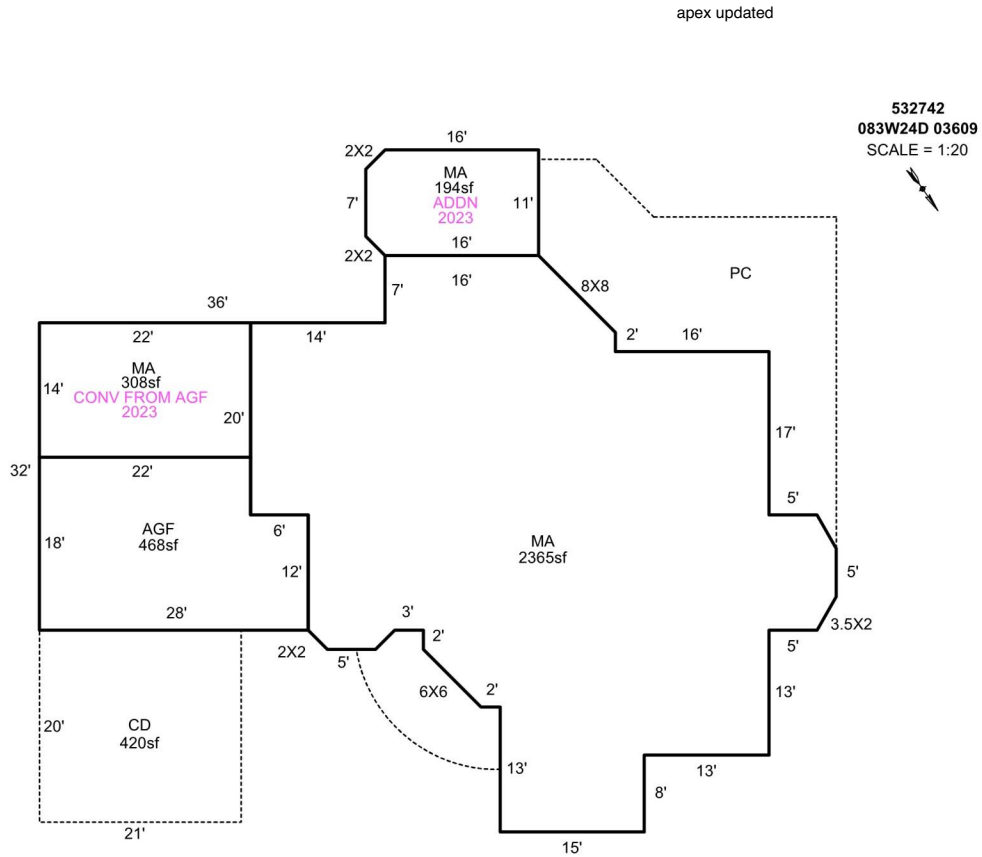 apex updated
532742
083W24D 03609
SCALE = 1:20
16'
2X2
MA
194sf
ADDN
2023
7'
11'
16'
2X2
16'
7'
8X8
PC
36'
22'
14'
2'
16'
MA
308sf
CONV FROM AGF
2023
14'
20'
17'
32'
22'
5'
AGF
468sf
6'
18'
12'
MA
2365sf
5'
28'
3'
2'
3.5X2
2X2
5'
5'
6X6
2'
13'
20'
CD
420sf
13'
13'
8'
21'
15'